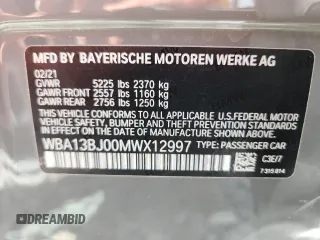 MFD BY BAYERISCHE MOTOREN WERKE AG
02/21
GVWR 5225 lbs 2370 kg
GAWR FRONT 2557 lbs 1160 kg
GAWR REAR 2756 lbs 1250 kg
THIS VEHICLE CONFORMS TO ALL APPLICABLE
U.S. FEDERAL MOTOR VEHICLE SAFETY, BUMPER
AND THEFT PREVENTION STANDARDS IN EFFECT
ON THE DATE OF MANUFACTURE SHOWN ABOVE.
WBA13BJ00MWX12997 TYPE: PASSENGER CAR
C3E/7
7315814
DREAMBID